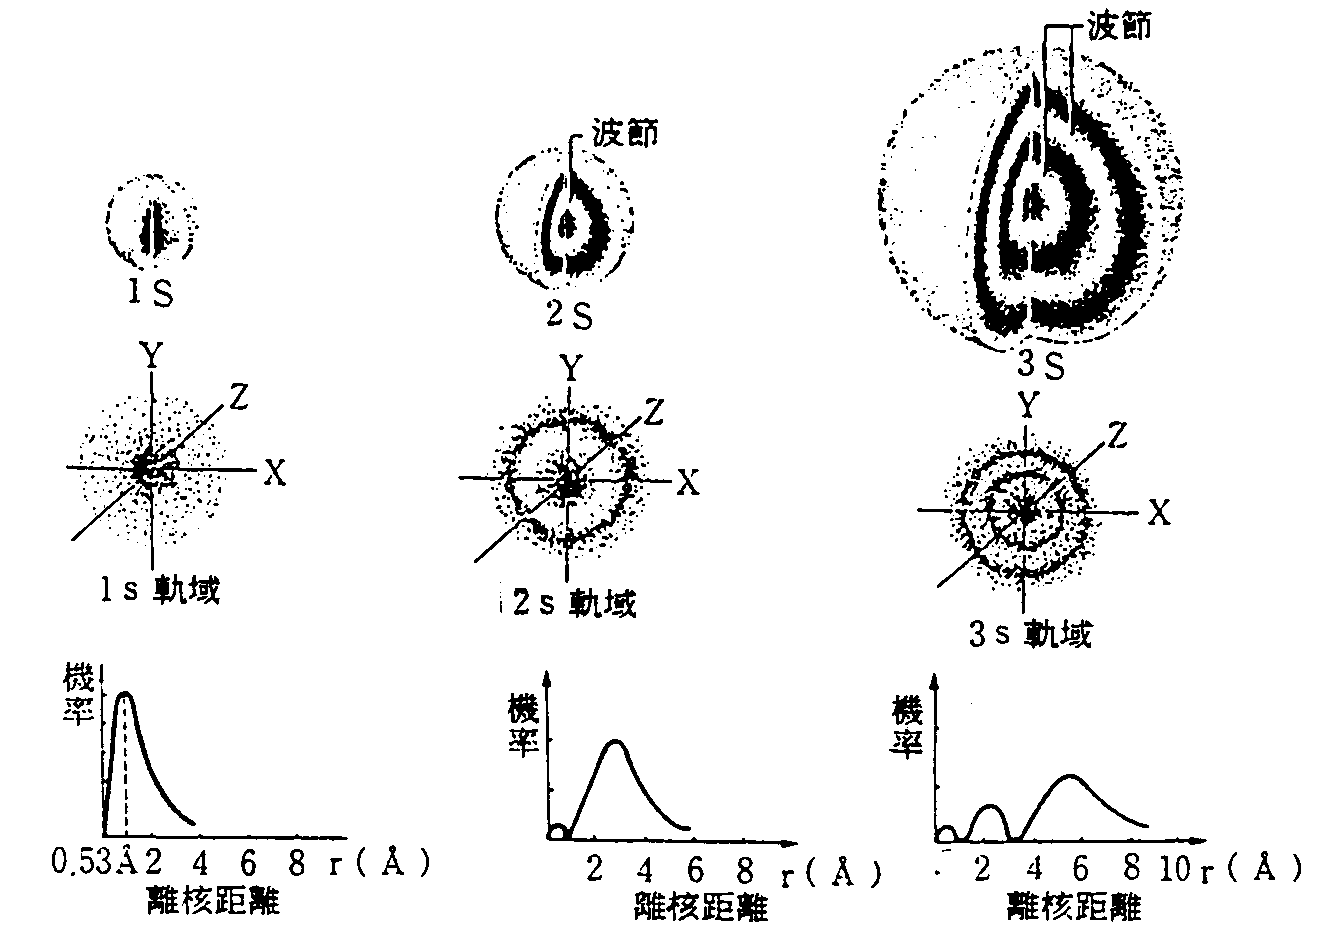 波節
波節
1S
2S
3S
Y
Z
X
1s 軌域
Y
Z
X
2s 軌域
Y
Z
X
3s 軌域
機率
0.53Å 2 4 6 8 r(Å)
離核距離
機率
2 4 6 8 r(Å)
離核距離
機率
2 4 6 8 10 r(Å)
離核距離